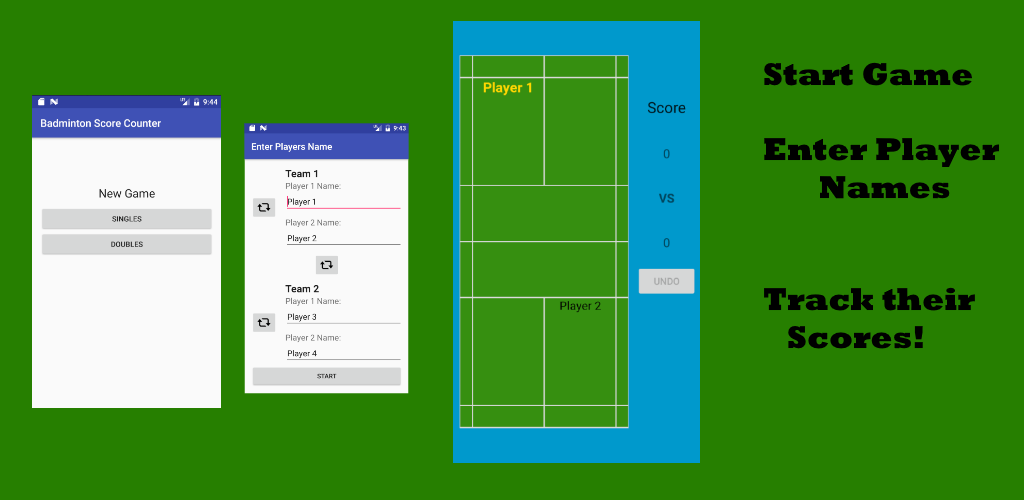 9:44
Badminton Score Counter
New Game
SINGLES
DOUBLES
9:43
Enter Players Name
Team 1
Player 1 Name:
Player 1
Player 2 Name:
Player 2
Team 2
Player 1 Name:
Player 3
Player 2 Name:
Player 4
START
Player 1
Player 2
Score
0
VS
0
UNDO
Start Game
Enter Player
Names
Track their
Scores!